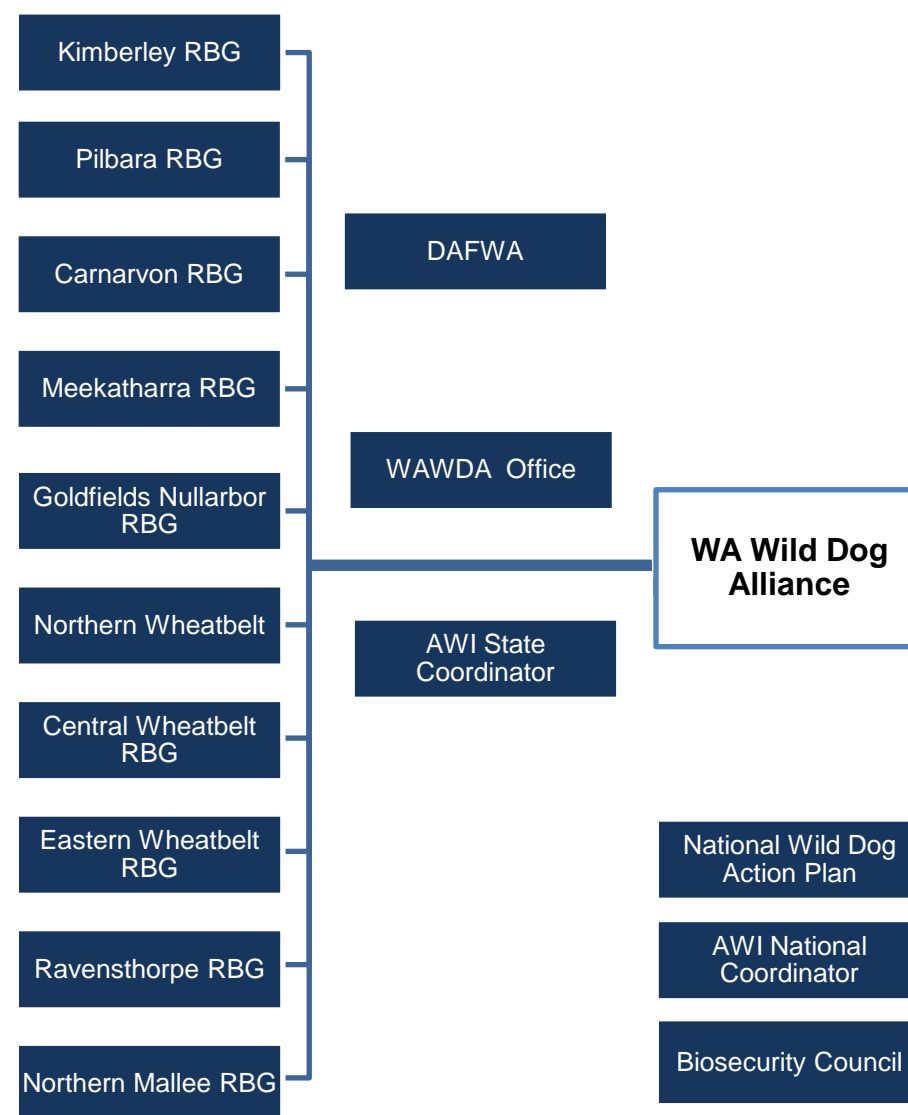 Kimberley RBG
Pilbara RBG
Carnarvon RBG
Meekatharra RBG
Goldfields Nullarbor
RBG
Northern Wheatbelt
Central Wheatbelt
RBG
Eastern Wheatbelt
RBG
Ravensthorpe RBG
Northern Mallee RBG
DAFWA
WAWDA Office
AWI State
Coordinator
WA Wild Dog
Alliance
National Wild Dog
Action Plan
AWI National
Coordinator
Biosecurity Council